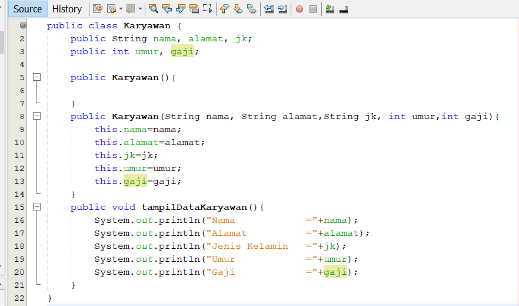 Source History
public class Karyawan {
2 public String nama, alamat, jk;
3 public int umur, gaji;
4
5 public Karyawan(){
6
7 }
8 public Karyawan(String nama, String alamat,String jk, int umur,int gaji){
9 this.nama=nama;
10 this.alamat=alamat;
11 this.jk=jk;
12 this.umur=umur;
13 this.gaji=gaji;
14 }
15 public void tampilDataKaryawan(){
16 System.out.println("Nama ="+nama);
17 System.out.println("Alamat ="+alamat);
18 System.out.println("Jenis Kelamin ="+jk);
19 System.out.println("Umur ="+umur);
20 System.out.println("Gaji ="+gaji);
21 }
22 }